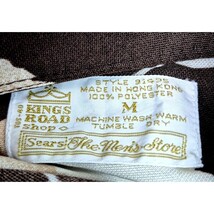 STYLE 91495
MADE IN HONG KONG
100% POLYESTER
KINGS
ROAD
shop
M
MACHINE WASH WARM
TUMBLE DRY
Sears The Men's Store